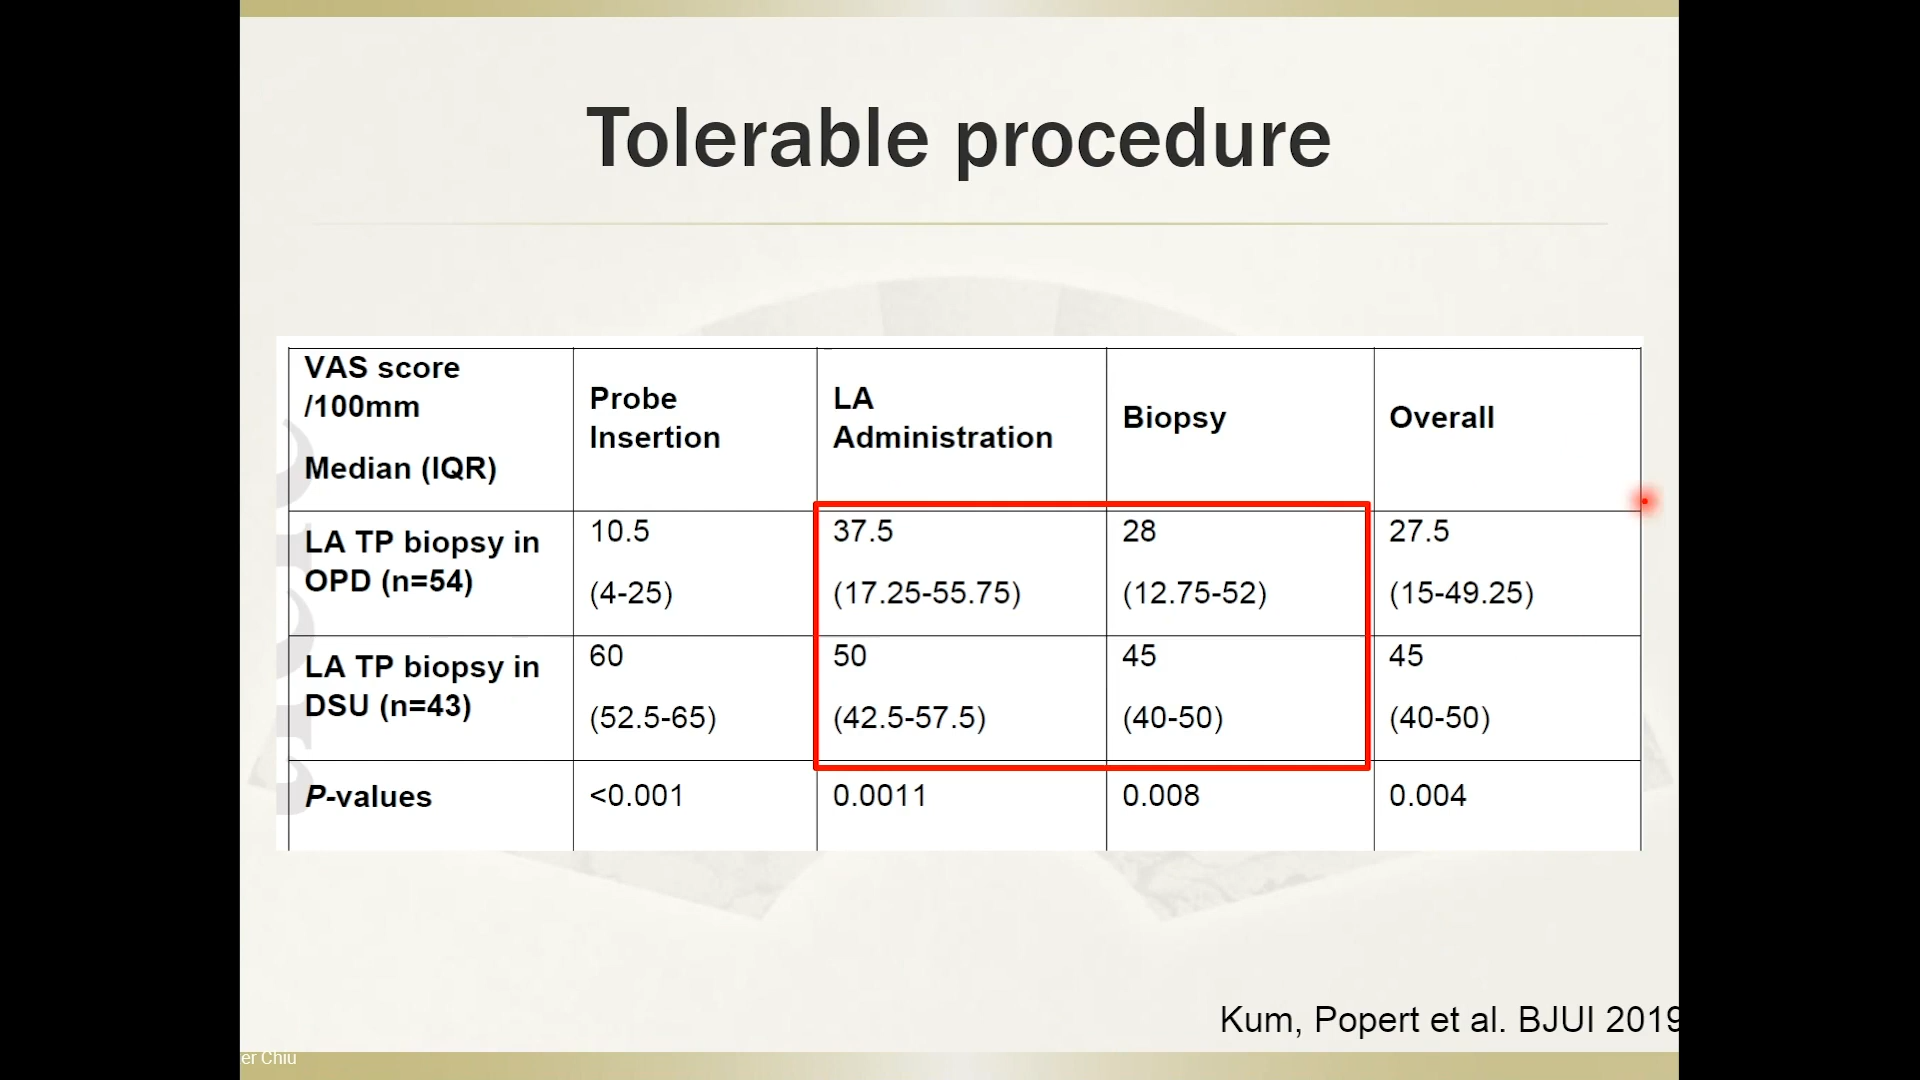 Tolerable procedure
VAS score
/100mm
Median (IQR)
Probe
Insertion
LA
Administration
Biopsy
Overall
LA TP biopsy in
OPD (n=54)
10.5
(4-25)
37.5
(17.25-55.75)
28
(12.75-52)
27.5
(15-49.25)
LA TP biopsy in
DSU (n=43)
60
(52.5-65)
50
(42.5-57.5)
45
(40-50)
45
(40-50)
P-values
<0.001
0.0011
0.008
0.004
Kum, Popert et al. BJUI 2019
er Chiu